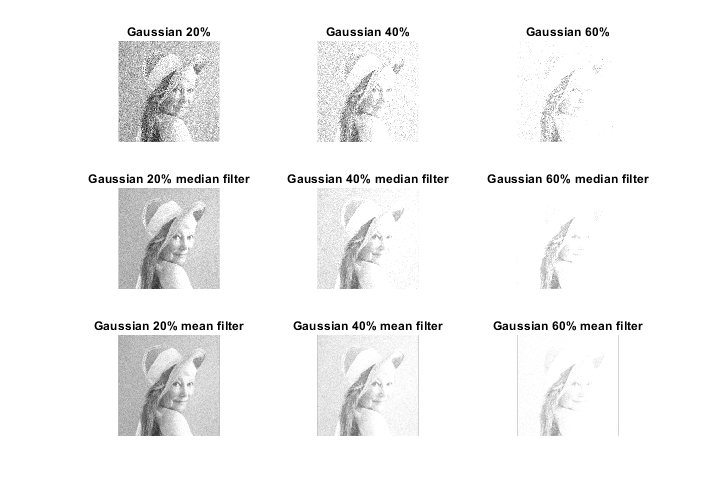 Gaussian 20%
Gaussian 40%
Gaussian 60%
Gaussian 20% median filter
Gaussian 40% median filter
Gaussian 60% median filter
Gaussian 20% mean filter
Gaussian 40% mean filter
Gaussian 60% mean filter